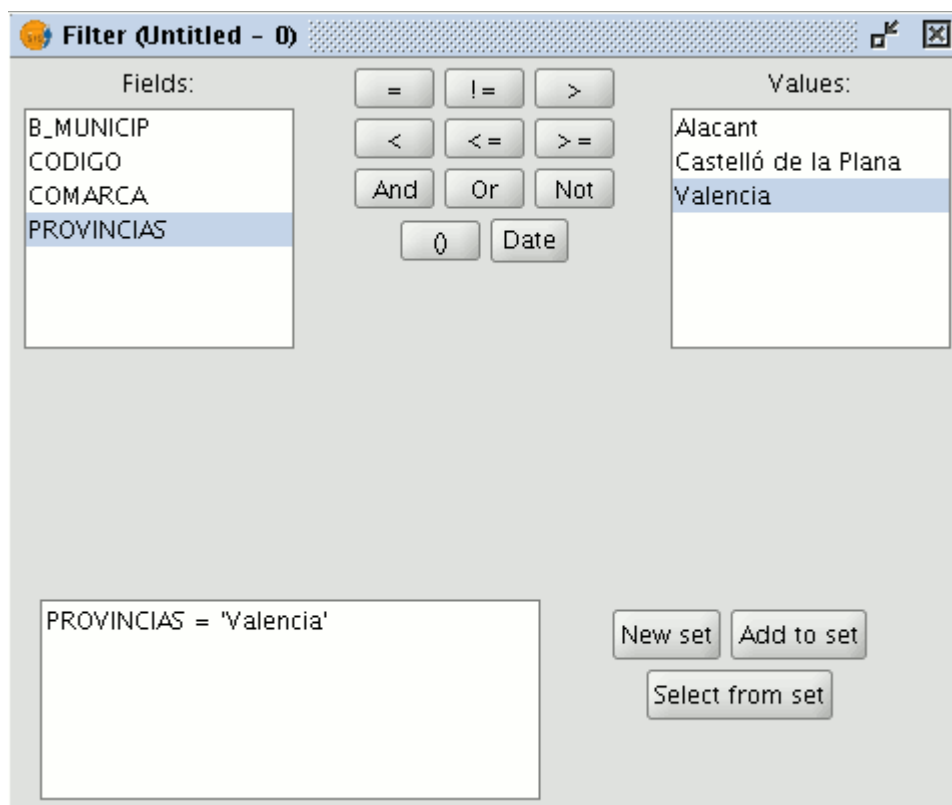 Filter (Untitled - 0)
Fields:
B_MUNICIP
CODIGO
COMARCA
PROVINCIAS
= != >
< <= >=
And Or Not
() Date
Values:
Alacant
Castelló de la Plana
Valencia
PROVINCIAS = 'Valencia'
New set Add to set
Select from set